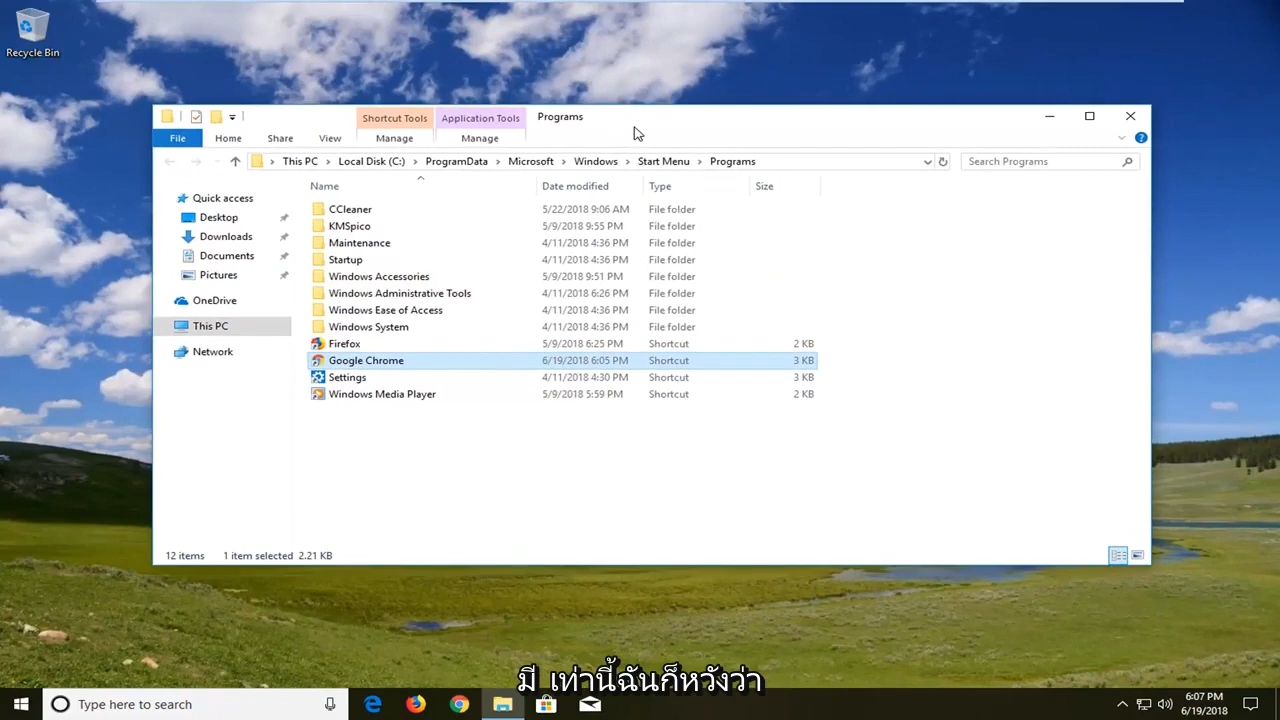 Recycle Bin
Shortcut Tools
Application Tools
Programs
File
Home
Share
View
Manage
Manage
This PC > Local Disk (C:) > ProgramData > Microsoft > Windows > Start Menu > Programs
Search Programs
Name Date modified Type Size
Quick access
Desktop
Downloads
Documents
Pictures
OneDrive
This PC
Network
CCleaner 5/22/2018 9:06 AM File folder
KMSpico 5/9/2018 9:55 PM File folder
Maintenance 4/11/2018 4:36 PM File folder
Startup 4/11/2018 4:36 PM File folder
Windows Accessories 5/9/2018 9:51 PM File folder
Windows Administrative Tools 4/11/2018 6:26 PM File folder
Windows Ease of Access 4/11/2018 4:36 PM File folder
Windows System 4/11/2018 4:36 PM File folder
Firefox 5/9/2018 6:25 PM Shortcut 2 KB
Google Chrome 6/19/2018 6:05 PM Shortcut 3 KB
Settings 4/11/2018 4:30 PM Shortcut 3 KB
Windows Media Player 5/9/2018 5:59 PM Shortcut 2 KB
12 items 1 item selected 2.21 KB
มี เท่านี้ฉันก็หวังว่า
Type here to search
6:07 PM
6/19/2018